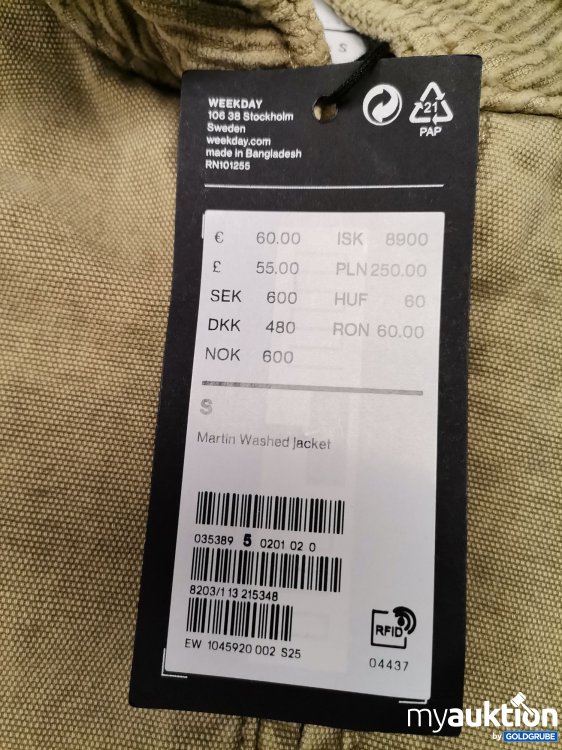 S
WEEKDAY
106 38 Stockholm
Sweden
weekday.com
made in Bangladesh
RN101255
21
PAP
€ 60.00 ISK 8900
£ 55.00 PLN 250.00
SEK 600 HUF 60
DKK 480 RON 60.00
NOK 600
S
Martin Washed Jacket
035389 5 0201 02 0
8203/1 13 215348
EW 1045920 002 S25
RFID
04437
myauktion
by GOLDGRUBE